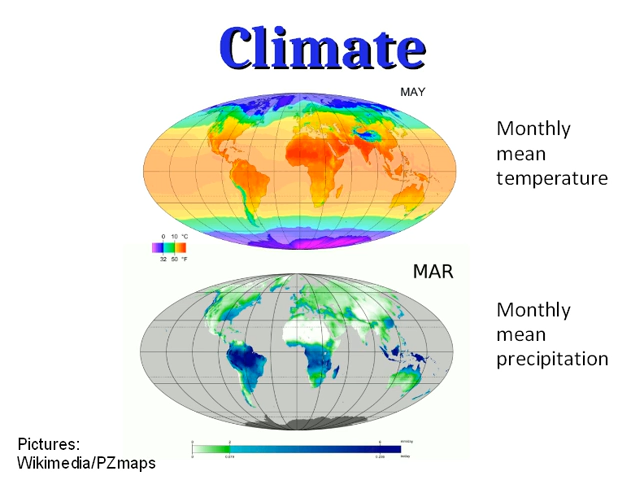 Climate
MAY
Monthly
mean
temperature
0 10 °C
32 50 °F
MAR
Monthly
mean
precipitation
Pictures:
Wikimedia/PZmaps